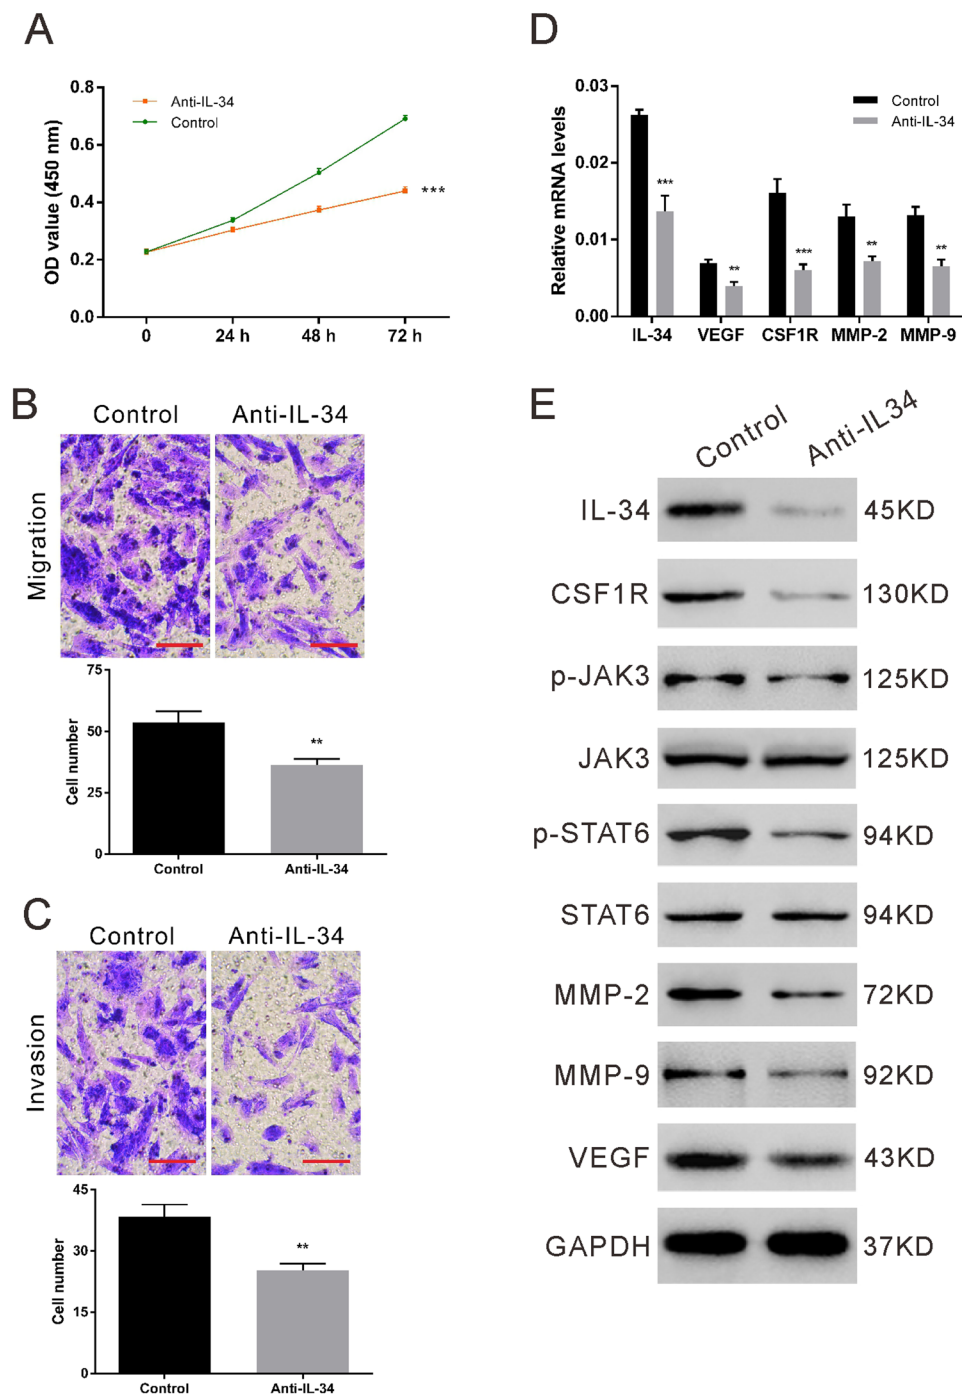 A
OD value (450 nm)
0.8
0.6
0.4
0.2
0.0
Anti-IL-34
Control
***
0 24 h 48 h 72 h
B
Control Anti-IL-34
Migration
Cell number
75
50
25
0
**
Control Anti-IL-34
C
Control Anti-IL-34
Invasion
Cell number
45
30
15
0
**
Control Anti-IL-34
D
Relative mRNA levels
0.03
0.02
0.01
0.00
Control
Anti-IL-34
*** ** *** ** **
IL-34 VEGF CSF1R MMP-2 MMP-9
E
Control Anti-IL34
IL-34 45KD
CSF1R 130KD
p-JAK3 125KD
JAK3 125KD
p-STAT6 94KD
STAT6 94KD
MMP-2 72KD
MMP-9 92KD
VEGF 43KD
GAPDH 37KD